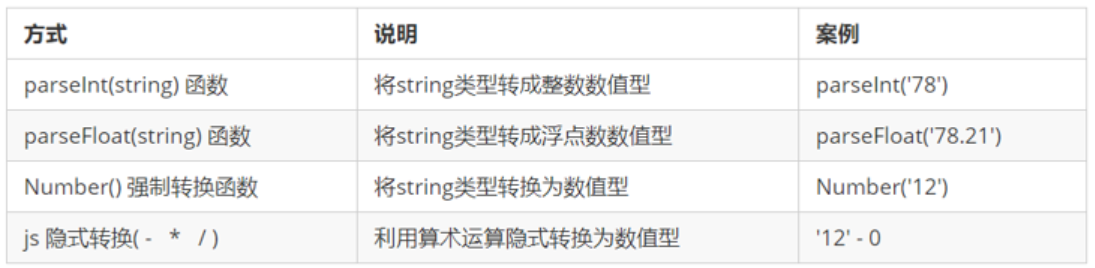 方式 说明 案例
parseInt(string) 函数 将string类型转成整数数值型 parseInt('78')
parseFloat(string) 函数 将string类型转成浮点数数值型 parseFloat('78.21')
Number() 强制转换函数 将string类型转换为数值型 Number('12')
js 隐式转换( - * / ) 利用算术运算隐式转换为数值型 '12' - 0